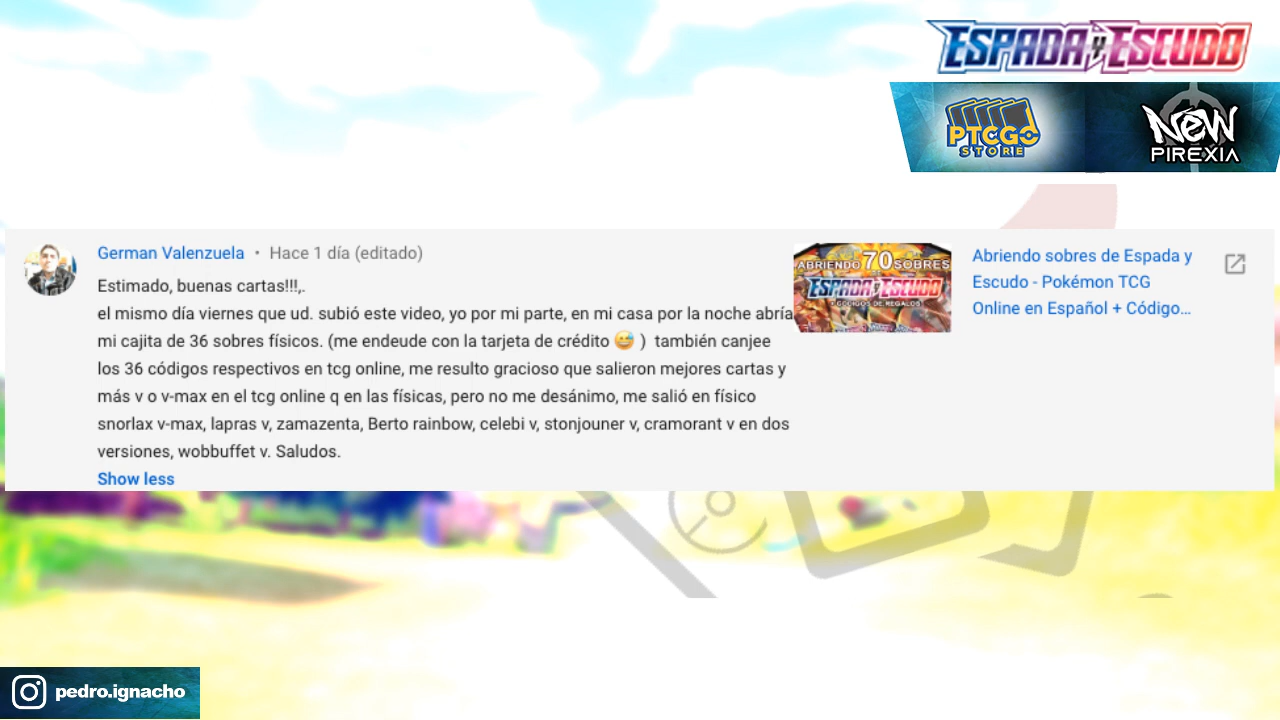 ESPADA Y ESCUDO
PTCGO
STORE
NEW
PIREXIA
German Valenzuela • Hace 1 día (editado)
Estimado, buenas cartas!!!,.
el mismo día viernes que ud. subió este video, yo por mi parte, en mi casa por la noche abría
mi cajita de 36 sobres físicos. (me endeude con la tarjeta de crédito 😅 ) también canjee
los 36 códigos respectivos en tcg online, me resulto gracioso que salieron mejores cartas y
más v o v-max en el tcg online q en las físicas, pero no me desánimo, me salió en físico
snorlax v-max, lapras v, zamazenta, Berto rainbow, celebi v, stonjouner v, cramorant v en dos
versiones, wobbuffet v. Saludos.
Show less
ABRIENDO 70 SOBRES
ESPADA Y ESCUDO
+ CÓDIGOS DE REGALOS
Abriendo sobres de Espada y
Escudo - Pokémon TCG
Online en Español + Código...
pedro.ignacho